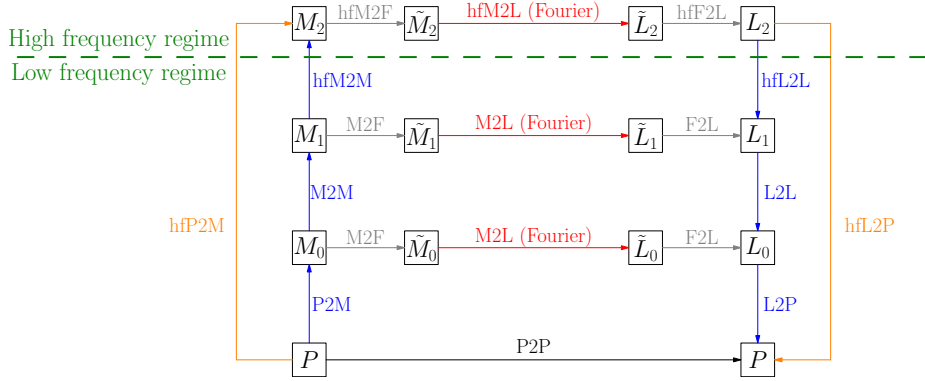 M₂ hfM2F M̃₂ hfM2L (Fourier) L̃₂ hfF2L L₂
High frequency regime
Low frequency regime
hfM2M hfL2L
M₁ M2F M̃₁ M2L (Fourier) L̃₁ F2L L₁
M2M L2L
hfP2M hfL2P
M₀ M2F M̃₀ M2L (Fourier) L̃₀ F2L L₀
P2M L2P
P P2P P